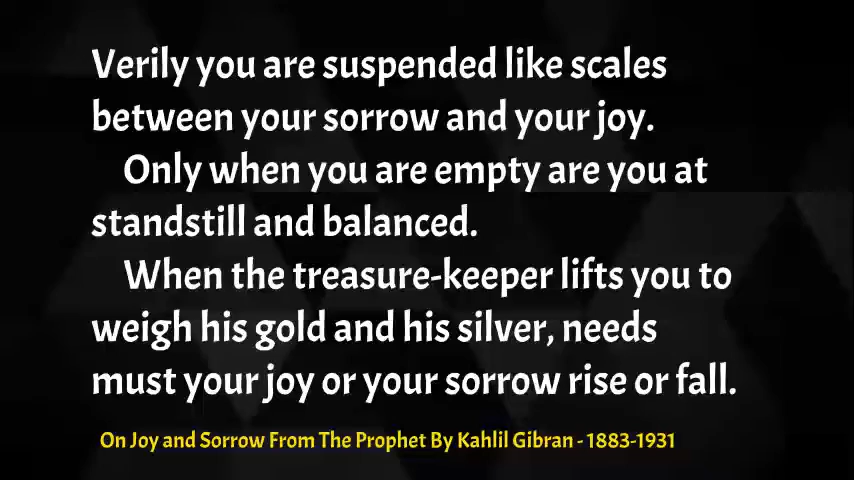 Verily you are suspended like scales
between your sorrow and your joy.
Only when you are empty are you at
standstill and balanced.
When the treasure-keeper lifts you to
weigh his gold and his silver, needs
must your joy or your sorrow rise or fall.
On Joy and Sorrow From The Prophet By Kahlil Gibran - 1883-1931